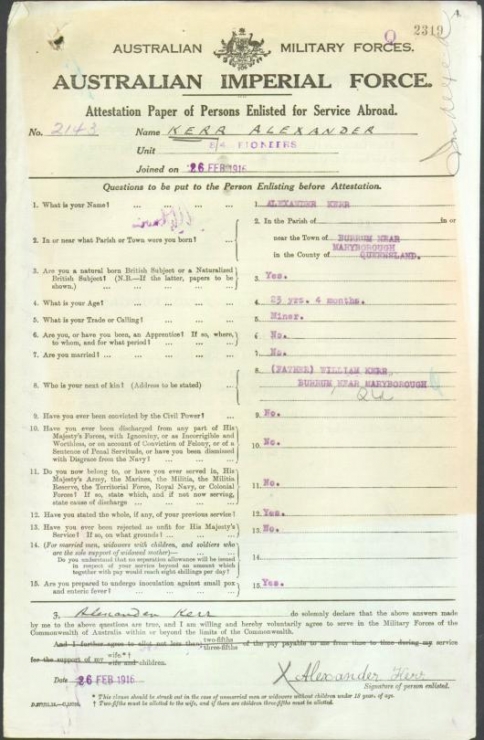 2319
AUSTRALIAN MILITARY FORCES.
AUSTRALIAN IMPERIAL FORCE.
Attestation Paper of Persons Enlisted for Service Abroad.
No. 2143 Name KERR ALEXANDER
Unit PIONEERS
Joined on 26 FEB 1916
Questions to be put to the Person Enlisting before Attestation.
1. What is your Name? ... ... ... ... 1 ALEXANDER KERR
2. In or near what Parish or Town were you born? ... 2. In the Parish of in or
near the Town of BURRUM NEAR
MARYBOROUGH
in the County of QUEENSLAND.
3. Are you a natural born British Subject or a Naturalized
British Subject? (N.B.—If the latter, papers to be
shown.) ... ... ... 3. Yes.
4. What is your Age? ... ... ... ... 4. 25 yrs. 4 months.
5. What is your Trade or Calling? ... ... ... 5. Miner.
6. Are you, or have you been, an Apprentice? If so, where,
to whom, and for what period? ... ... ... 6. No.
7. Are you married? ... ... ... ... 7. No.
8. Who is your next of kin? (Address to be stated) ... 8. (FATHER) WILLIAM KERR,
BURRUM NEAR MARYBOROUGH
Qld
9. Have you ever been convicted by the Civil Power? ... 9. No.
10. Have you ever been discharged from any part of His
Majesty's Forces, with Ignominy, or as Incorrigible and
Worthless, or on account of Conviction of Felony, or of a
Sentence of Penal Servitude, or have you been dismissed
with Disgrace from the Navy? ... ... 10. No.
11. Do you now belong to, or have you ever served in, His
Majesty's Army, the Marines, the Militia, the Militia
Reserve, the Territorial Force, Royal Navy, or Colonial
Forces? If so, state which, and if not now serving,
state cause of discharge ... ... ... 11. No.
12. Have you stated the whole, if any, of your previous service? 12. Yes.
13. Have you ever been rejected as unfit for His Majesty's
Service? If so, on what grounds? ... ... 13. No.
14. (For married men, widowers with children, and soldiers who
are the sole support of widowed mother)—
Do you understand that no separation allowance will be issued
in respect of your service beyond an amount which
together with pay would reach eight shillings per day? 14.
15. Are you prepared to undergo inoculation against small pox
and enteric fever? ... ... ... 15. Yes.
I, Alexander Kerr do solemnly declare that the above answers made
by me to the above questions are true, and I am willing and hereby voluntarily agree to serve in the Military Forces of the
Commonwealth of Australia within or beyond the limits of the Commonwealth.
And I further agree to allot not less than two-fifths
three-fifths of the pay payable to me from time to time during my service
for the support of my wife*†
wife and children.
Date 26 FEB 1916 X Alexander Kerr
Signature of person enlisted.
* This clause should be struck out in the case of unmarried men or widowers without children under 18 years of age.
† Two-fifths must be allotted to the wife, and if there are children three-fifths must be allotted.